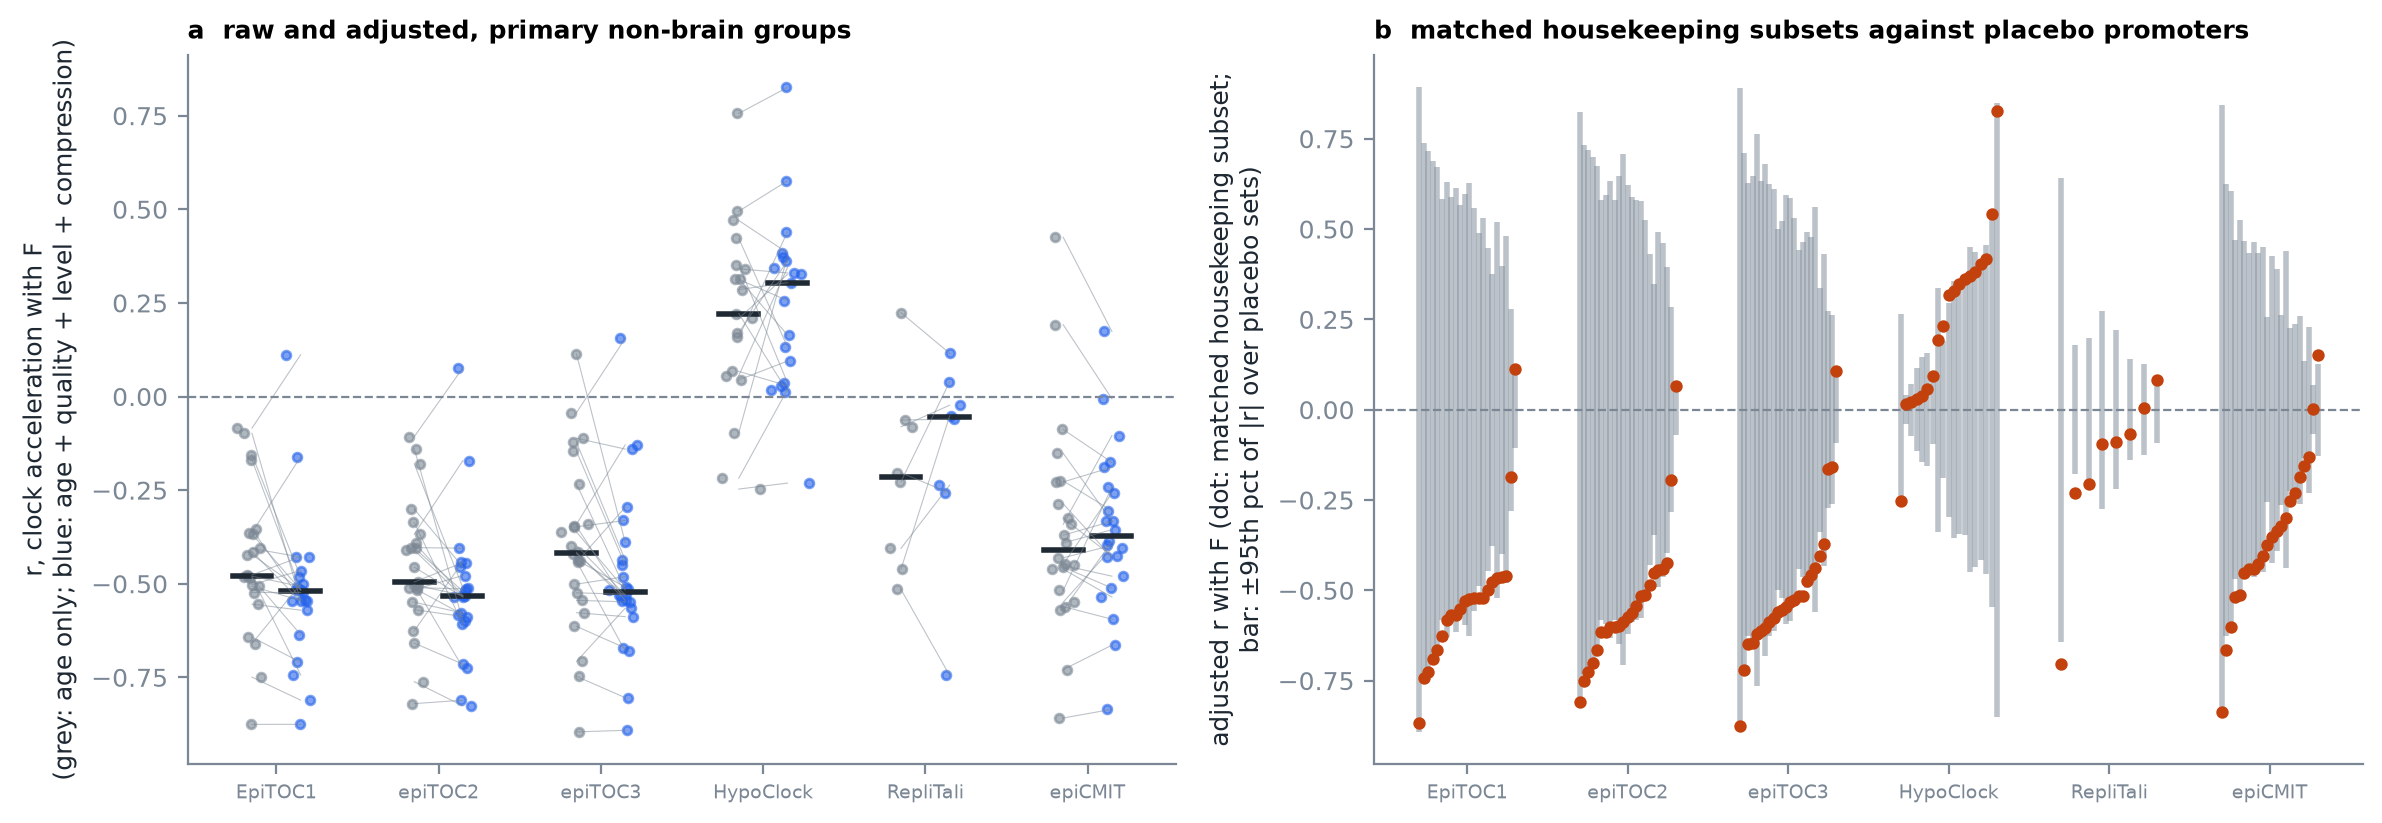 a raw and adjusted, primary non-brain groups
r, clock acceleration with F
(grey: age only; blue: age + quality + level + compression)
0.75
0.50
0.25
0.00
−0.25
−0.50
−0.75
EpiTOC1
epiTOC2
epiTOC3
HypoClock
RepliTali
epiCMIT
b matched housekeeping subsets against placebo promoters
adjusted r with F (dot: matched housekeeping subset;
bar: ±95th pct of |r| over placebo sets)
0.75
0.50
0.25
0.00
−0.25
−0.50
−0.75
EpiTOC1
epiTOC2
epiTOC3
HypoClock
RepliTali
epiCMIT